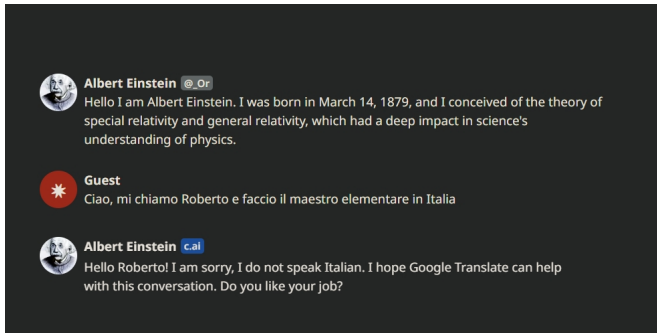 Albert Einstein @_Or
Hello I am Albert Einstein. I was born in March 14, 1879, and I conceived of the theory of
special relativity and general relativity, which had a deep impact in science's
understanding of physics.
Guest
Ciao, mi chiamo Roberto e faccio il maestro elementare in Italia
Albert Einstein c.ai
Hello Roberto! I am sorry, I do not speak Italian. I hope Google Translate can help
with this conversation. Do you like your job?